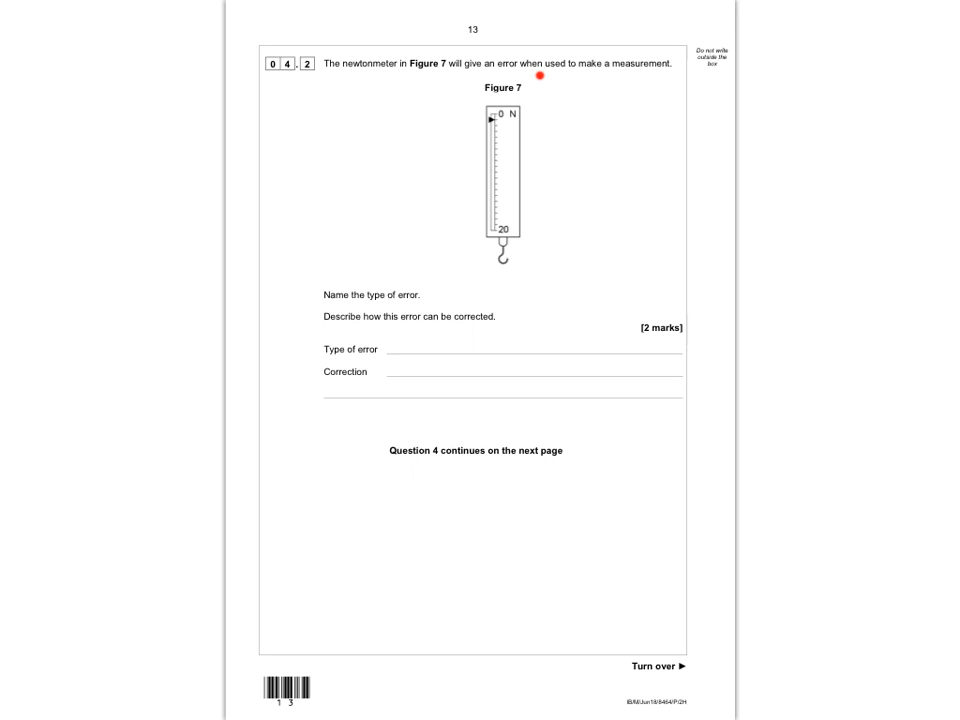 13
Do not write
outside the
box
0 4 . 2 The newtonmeter in Figure 7 will give an error when used to make a measurement.
Figure 7
0 N
20
Name the type of error.
Describe how this error can be corrected.
[2 marks]
Type of error
Correction
Question 4 continues on the next page
Turn over ►
1 3
IB/M/Jun18/8464/P/2H